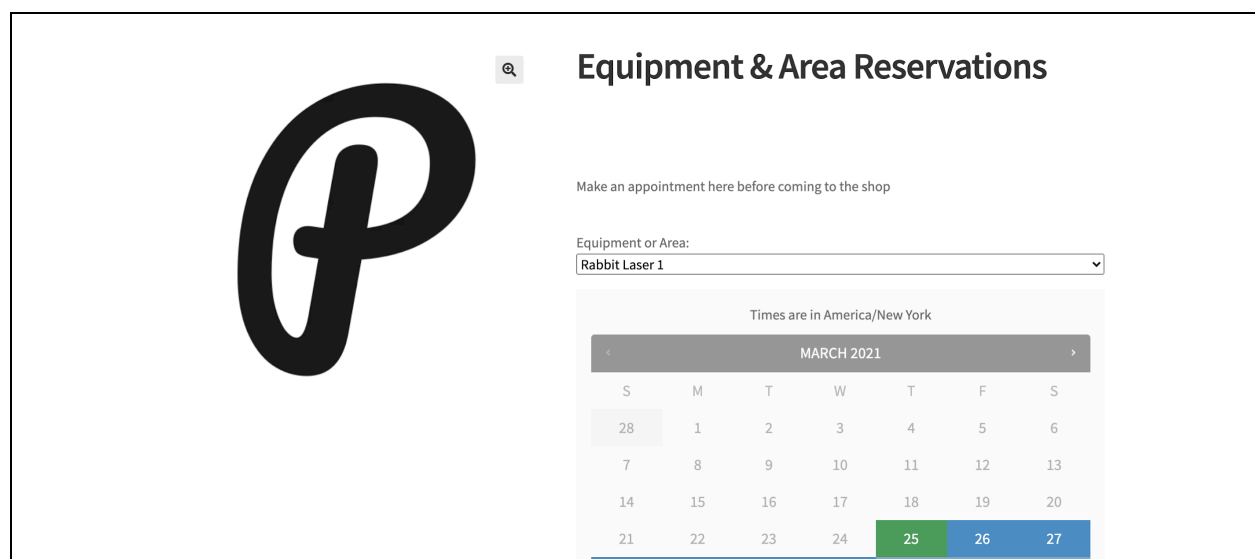 P
Equipment & Area Reservations
Make an appointment here before coming to the shop
Equipment or Area:
Rabbit Laser 1
Times are in America/New York
‹ MARCH 2021 ›
S M T W T F S
28 1 2 3 4 5 6
7 8 9 10 11 12 13
14 15 16 17 18 19 20
21 22 23 24 25 26 27